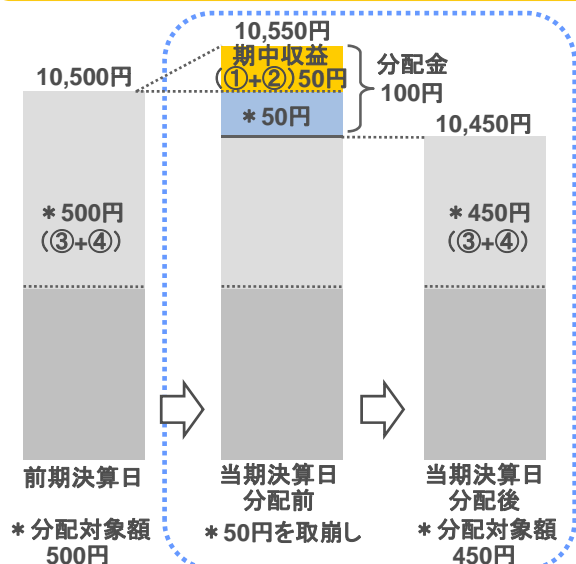 10,500円
10,550円
期中収益
(①+②)50円
分配金
100円
＊50円
10,450円
＊500円
(③+④)
＊450円
(③+④)
前期決算日
当期決算日
分配前
当期決算日
分配後
＊分配対象額
500円
＊50円を取崩し
＊分配対象額
450円